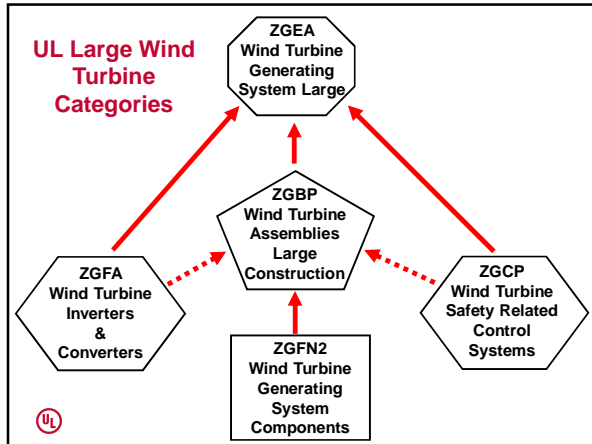 UL Large Wind
Turbine
Categories
ZGEA
Wind Turbine
Generating
System Large
ZGBP
Wind Turbine
Assemblies
Large
Construction
ZGFA
Wind Turbine
Inverters
&
Converters
ZGCP
Wind Turbine
Safety Related
Control
Systems
ZGFN2
Wind Turbine
Generating
System
Components
UL